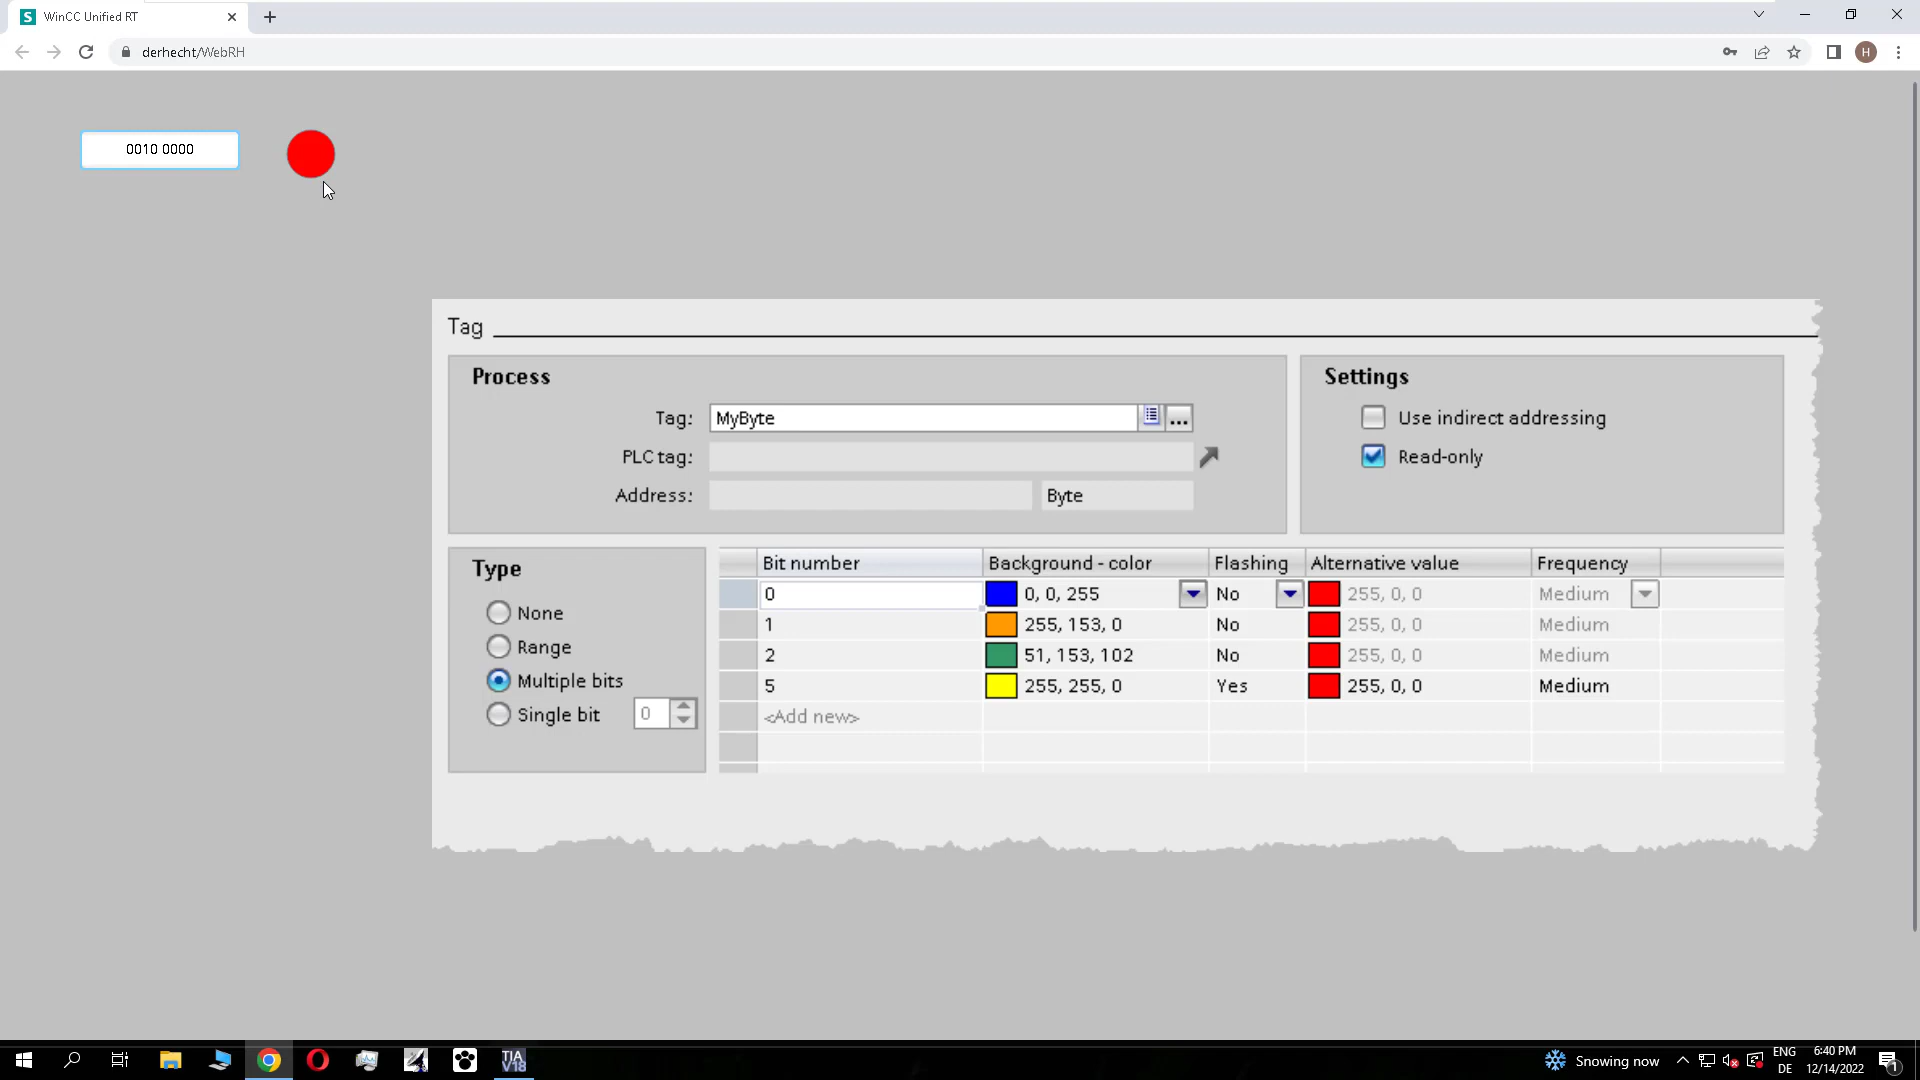 WinCC Unified RT
derhecht/WebRH
H
0010 0000
Tag
Process
Settings
Tag: MyByte ...
Use indirect addressing
PLC tag:
Read-only
Address: Byte
Type
Bit number Background - color Flashing Alternative value Frequency
None
0 0, 0, 255 No 255, 0, 0 Medium
Range
1 255, 153, 0 No 255, 0, 0 Medium
Multiple bits
2 51, 153, 102 No 255, 0, 0 Medium
Single bit 0
5 255, 255, 0 Yes 255, 0, 0 Medium
<Add new>
TIA
V18
Snowing now
ENG
DE
6:40 PM
12/14/2022
1